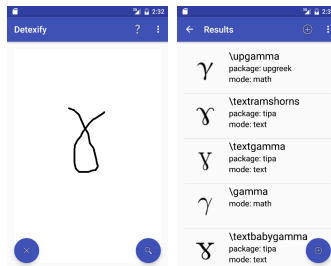 2:32
Detexify ?
ɣ
2:3
Results
\upgamma
package: upgreek
mode: math
\textramshorns
package: tipa
mode: text
\textgamma
package: tipa
mode: text
\gamma
mode: math
\textbabygamma
package: tipa
mode: text